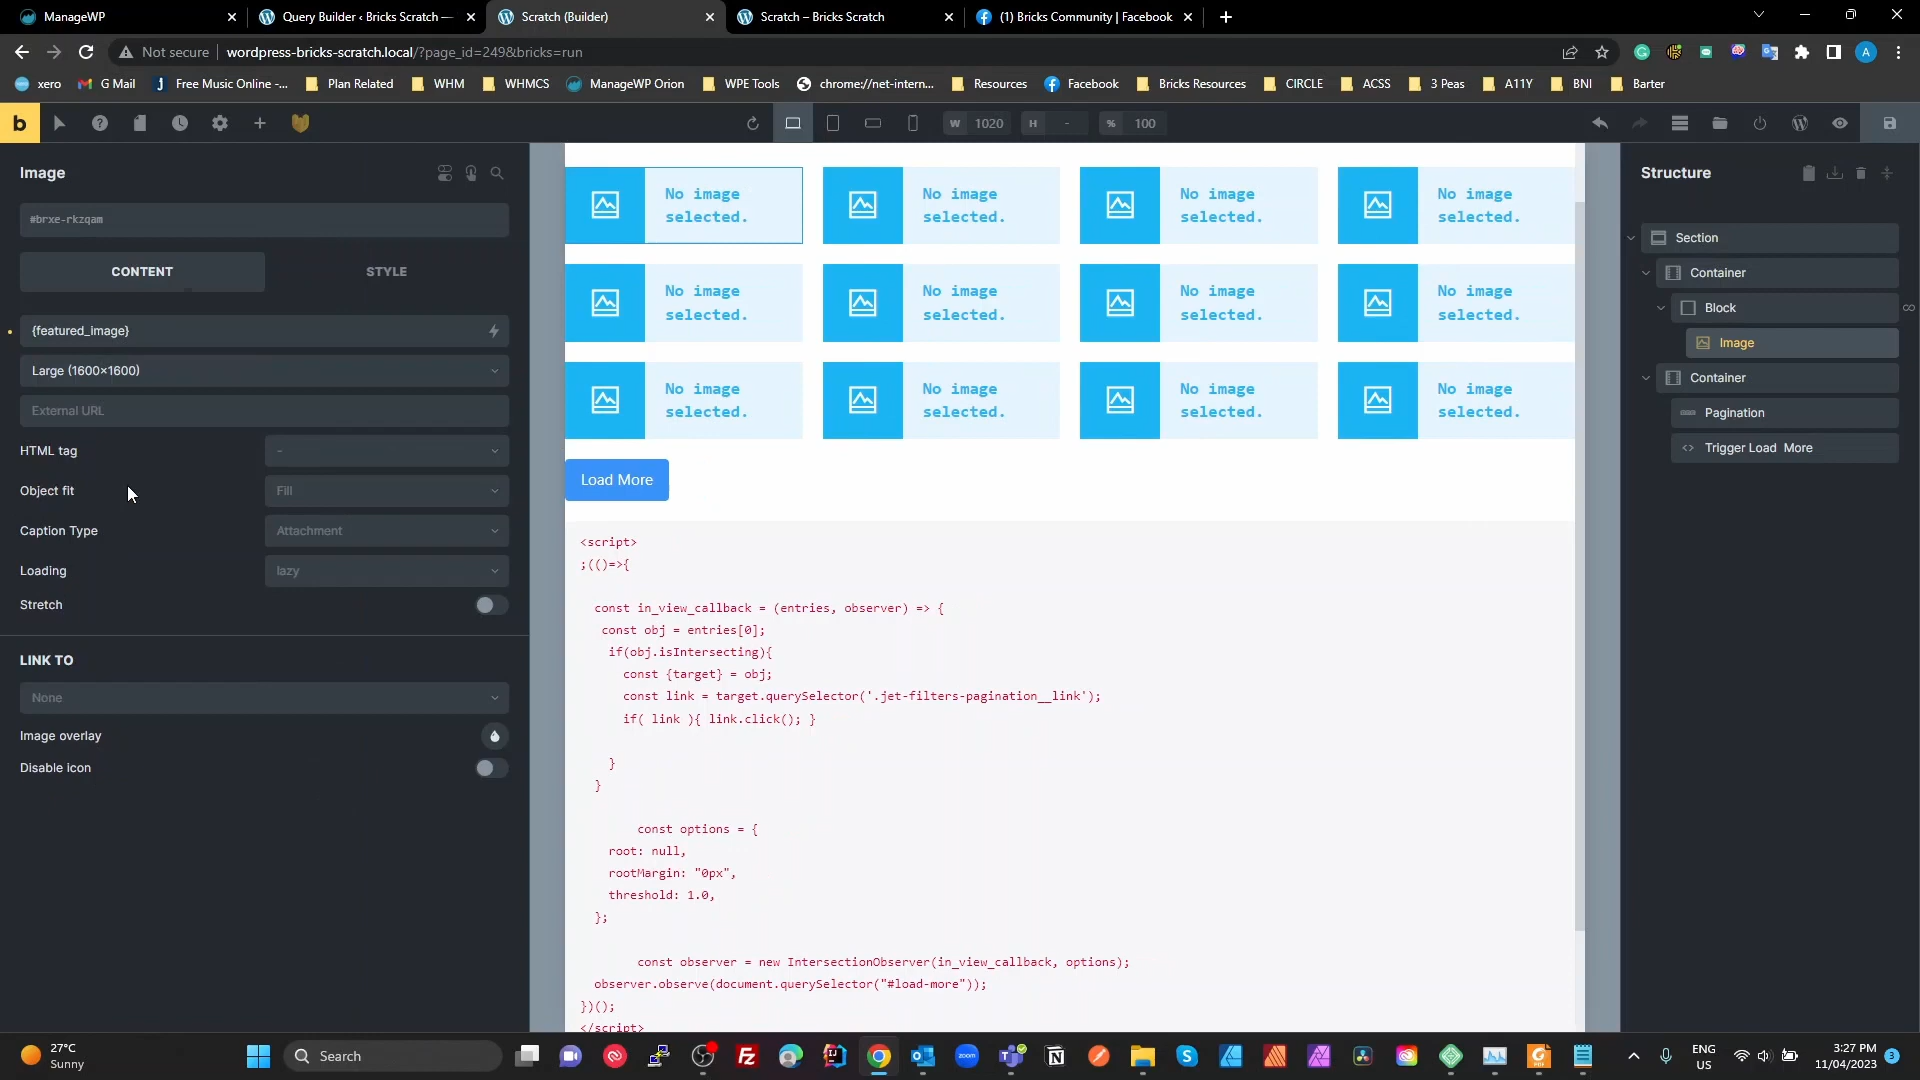 ManageWP
Query Builder ‹ Bricks Scratch —
Scratch (Builder)
Scratch – Bricks Scratch
(1) Bricks Community | Facebook
Not secure
wordpress-bricks-scratch.local/?page_id=249&bricks=run
A
xero
G Mail
Free Music Online -...
Plan Related
WHM
WHMCS
ManageWP Orion
WPE Tools
chrome://net-intern...
Resources
Facebook
Bricks Resources
CIRCLE
ACSS
3 Peas
A11Y
BNI
Barter
b
W 1020
H -
% 100
Image
#brxe-rkzqam
CONTENT
STYLE
{featured_image}
Large (1600×1600)
External URL
HTML tag
-
Object fit
Fill
Caption Type
Attachment
Loading
lazy
Stretch
LINK TO
None
Image overlay
Disable icon
No image
selected.
No image
selected.
No image
selected.
No image
selected.
No image
selected.
No image
selected.
No image
selected.
No image
selected.
No image
selected.
No image
selected.
No image
selected.
No image
selected.
Load More
<script>
;(()=>{
const in_view_callback = (entries, observer) => {
const obj = entries[0];
if(obj.isIntersecting){
const {target} = obj;
const link = target.querySelector('.jet-filters-pagination__link');
if( link ){ link.click(); }
}
}
const options = {
root: null,
rootMargin: "0px",
threshold: 1.0,
};
const observer = new IntersectionObserver(in_view_callback, options);
observer.observe(document.querySelector("#load-more"));
})();
</script>
Structure
Section
Container
Block
Image
Container
Pagination
Trigger Load More
27°C
Sunny
Search
zoom
ENG
US
3:27 PM
11/04/2023
3